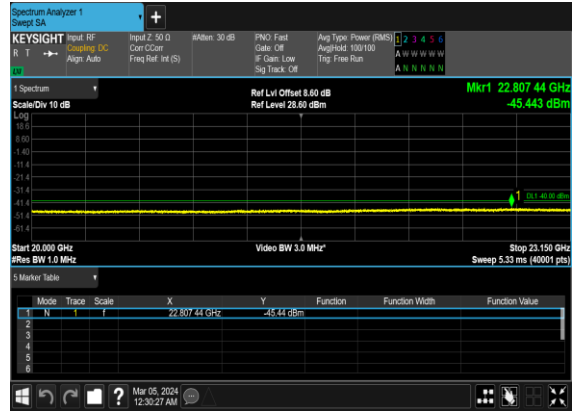 Spectrum Analyzer 1
Swept SA
+
KEYSIGHT Input: RF Input Z: 50 Ω #Atten: 30 dB PNO: Fast Avg Type: Power (RMS) 1 2 3 4 5 6
R T Coupling: DC Corr CCorr Gate: Off Avg|Hold: 100/100 A W W W W W
Align: Auto Freq Ref: Int (S) IF Gain: Low Trig: Free Run
Sig Track: Off A N N N N N
1 Spectrum Ref Lvl Offset 8.60 dB Mkr1 22.807 44 GHz
Scale/Div 10 dB Ref Level 28.60 dBm -45.443 dBm
Log
18.6
8.60
-1.40
-11.4
-21.4
-31.4
1 DL1 -40.00 dBm
-41.4
-51.4
-61.4
Start 20.000 GHz Video BW 3.0 MHz* Stop 23.150 GHz
#Res BW 1.0 MHz Sweep 5.33 ms (40001 pts)
5 Marker Table
Mode Trace Scale X Y Function Function Width Function Value
1 N 1 f 22.807 44 GHz -45.44 dBm
2
3
4
5
6
? Mar 05, 2024
12:30:27 AM